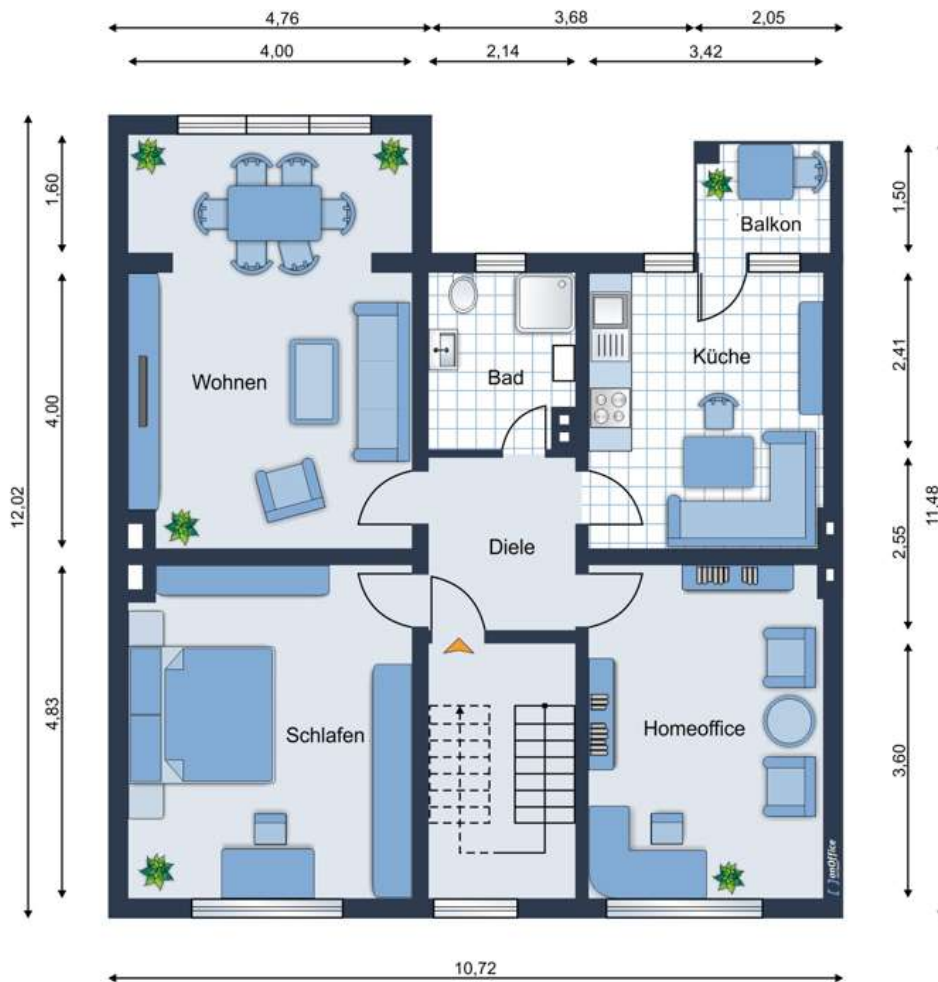 4,76
3,68
2,05
4,00
2,14
3,42
1,60
1,50
Balkon
12,02
4,00
Wohnen
Bad
Küche
2,41
11,48
Diele
2,55
4,83
Schlafen
Homeoffice
3,60
onOffice
10,72